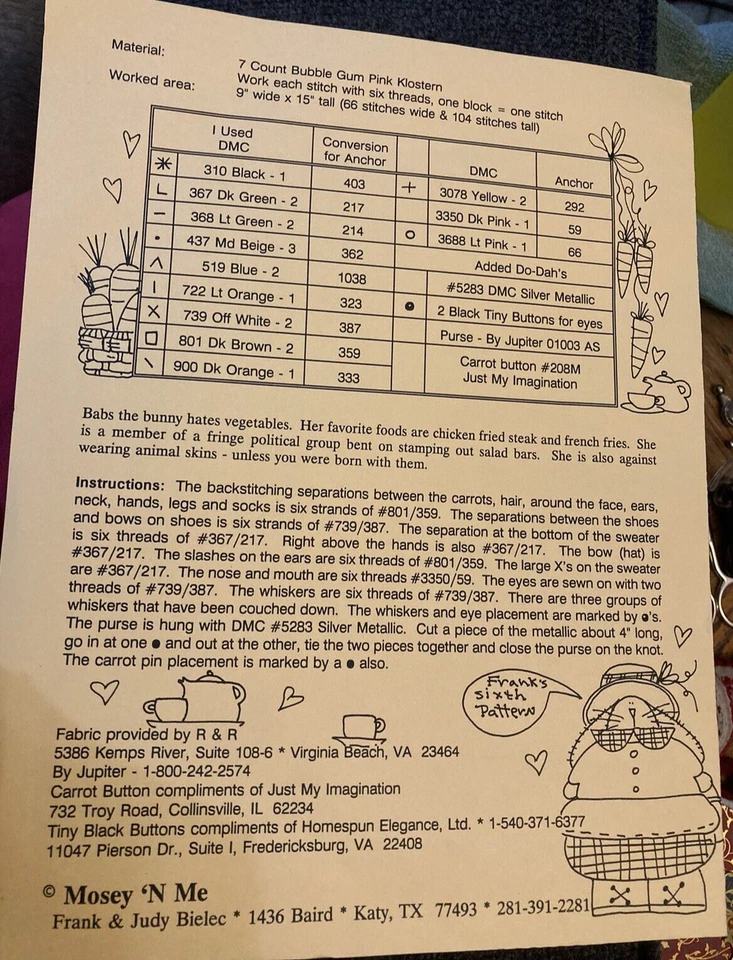 Material:
7 Count Bubble Gum Pink Klostern
Work each stitch with six threads, one block = one stitch
Worked area:
9" wide x 15" tall (66 stitches wide & 104 stitches tall)
I Used DMC Conversion for Anchor DMC Anchor
310 Black - 1 403 + 3078 Yellow - 2 292
367 Dk Green - 2 217 3350 Dk Pink - 1 59
368 Lt Green - 2 214 3688 Lt Pink - 1 66
437 Md Beige - 3 362 Added Do-Dah's
519 Blue - 2 1038 #5283 DMC Silver Metallic
722 Lt Orange - 1 323 2 Black Tiny Buttons for eyes
739 Off White - 2 387 Purse - By Jupiter 01003 AS
801 Dk Brown - 2 359 Carrot button #208M
900 Dk Orange - 1 333 Just My Imagination
Babs the bunny hates vegetables. Her favorite foods are chicken fried steak and french fries. She
is a member of a fringe political group bent on stamping out salad bars. She is also against
wearing animal skins - unless you were born with them.
Instructions: The backstitching separations between the carrots, hair, around the face, ears,
neck, hands, legs and socks is six strands of #801/359. The separations between the shoes
and bows on shoes is six strands of #739/387. The separation at the bottom of the sweater
is six threads of #367/217. Right above the hands is also #367/217. The bow (hat) is
#367/217. The slashes on the ears are six threads of #801/359. The large X's on the sweater
are #367/217. The nose and mouth are six threads #3350/59. The eyes are sewn on with two
threads of #739/387. The whiskers are six threads of #739/387. There are three groups of
whiskers that have been couched down. The whiskers and eye placement are marked by ●'s.
The purse is hung with DMC #5283 Silver Metallic. Cut a piece of the metallic about 4" long,
go in at one ● and out at the other, tie the two pieces together and close the purse on the knot.
The carrot pin placement is marked by a ● also.
Frank's
sixth
Pattern
Fabric provided by R & R
5386 Kemps River, Suite 108-6 * Virginia Beach, VA 23464
By Jupiter - 1-800-242-2574
Carrot Button compliments of Just My Imagination
732 Troy Road, Collinsville, IL 62234
Tiny Black Buttons compliments of Homespun Elegance, Ltd. * 1-540-371-6377
11047 Pierson Dr., Suite I, Fredericksburg, VA 22408
© Mosey 'N Me
Frank & Judy Bielec * 1436 Baird * Katy, TX 77493 * 281-391-2281